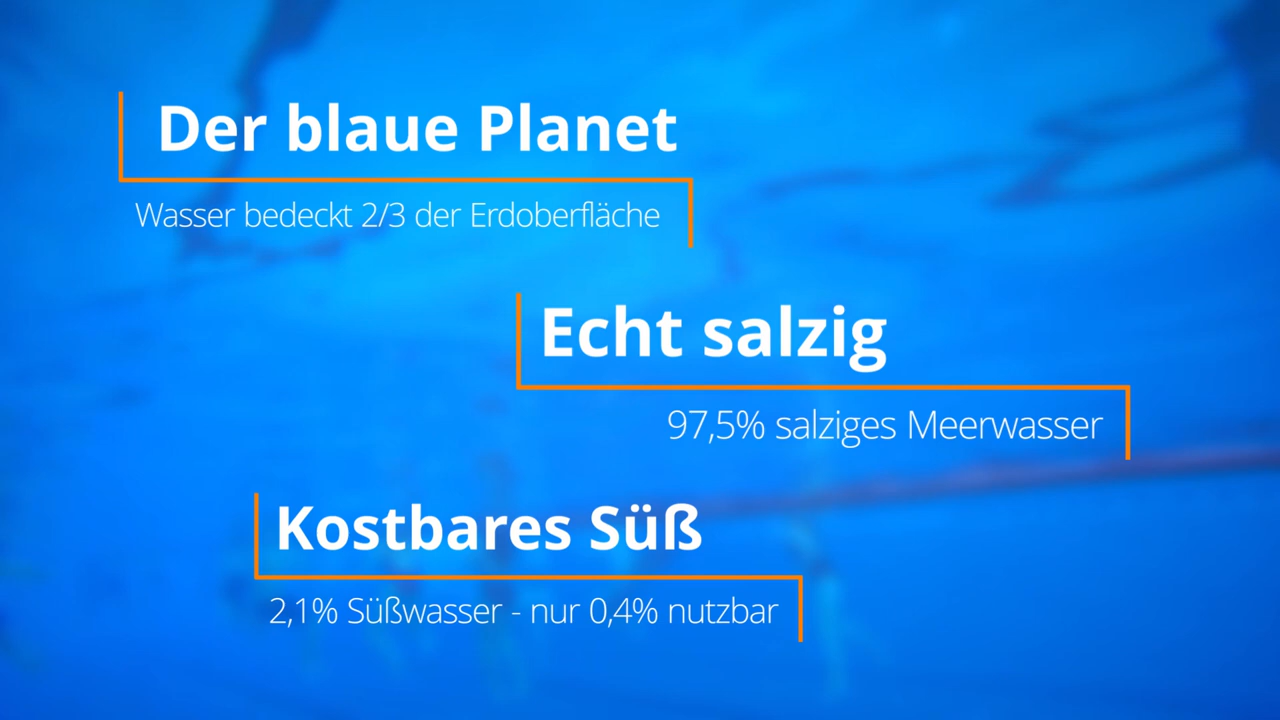 Der blaue Planet
Wasser bedeckt 2/3 der Erdoberfläche
Echt salzig
97,5% salziges Meerwasser
Kostbares Süß
2,1% Süßwasser - nur 0,4% nutzbar